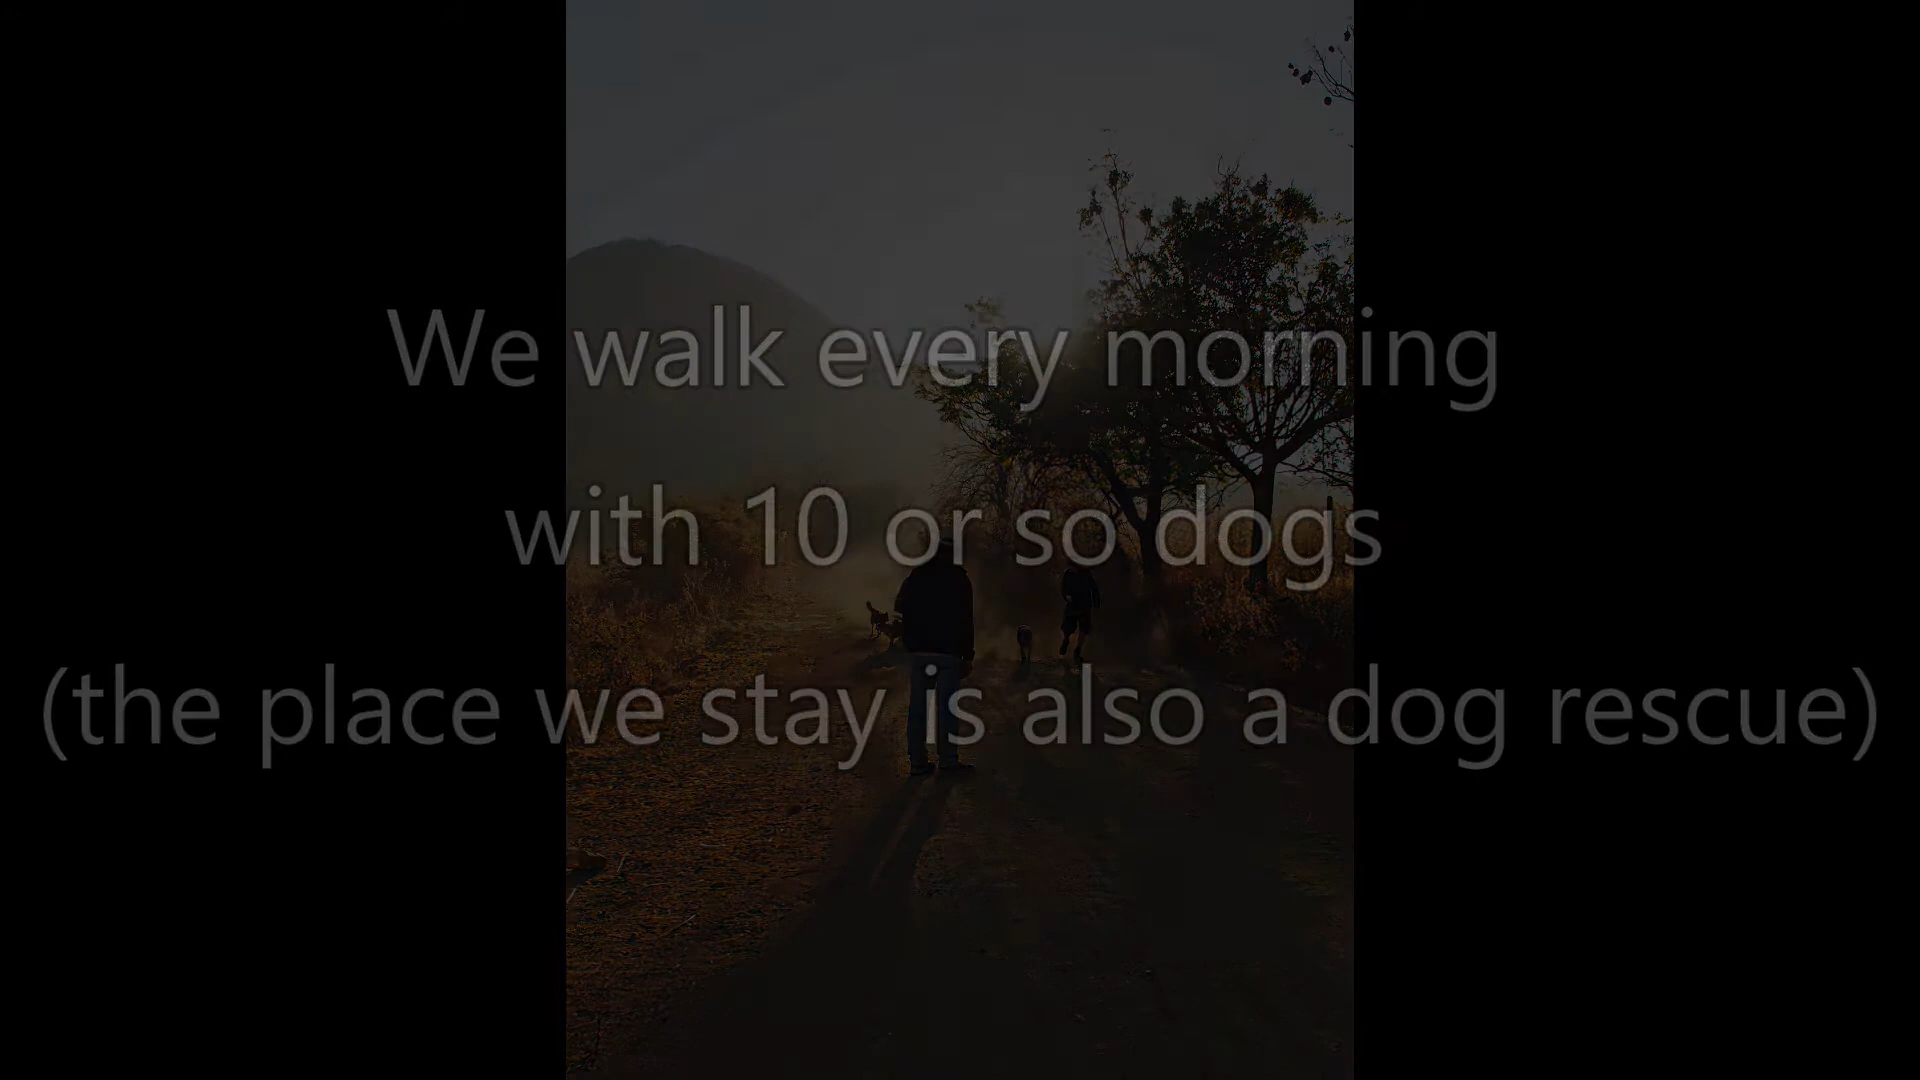 We walk every morning
with 10 or so dogs
(the place we stay is also a dog rescue)